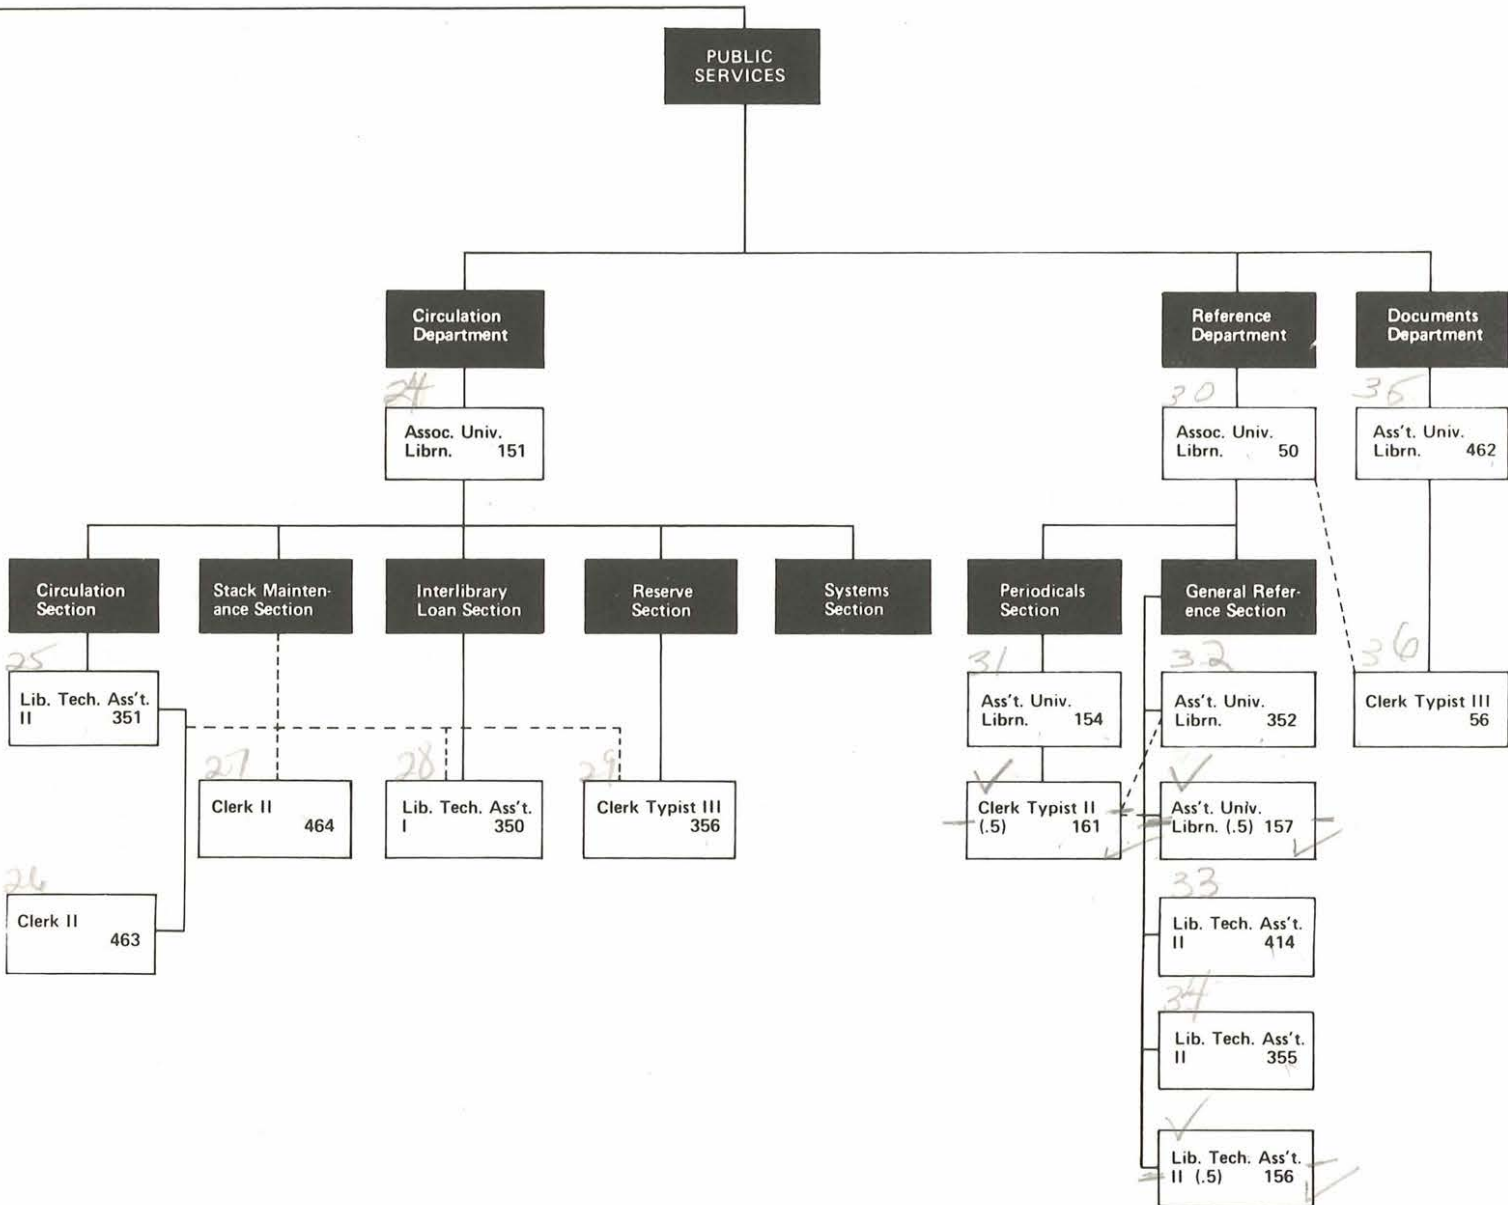 PUBLIC
SERVICES
Circulation
Department
Reference
Department
Documents
Department
24
30
35
Assoc. Univ.
Librn. 151
Assoc. Univ.
Librn. 50
Ass't. Univ.
Librn. 462
Circulation
Section
Stack Mainten-
ance Section
Interlibrary
Loan Section
Reserve
Section
Systems
Section
Periodicals
Section
General Refer-
ence Section
25
31
32
36
Lib. Tech. Ass't.
II 351
Ass't. Univ.
Librn. 154
Ass't. Univ.
Librn. 352
Clerk Typist III
56
27
28
29
Clerk II
464
Lib. Tech. Ass't.
I 350
Clerk Typist III
356
Clerk Typist II
(.5) 161
Ass't. Univ.
Librn. (.5) 157
26
33
Clerk II
463
Lib. Tech. Ass't.
II 414
34
Lib. Tech. Ass't.
II 355
Lib. Tech. Ass't.
II (.5) 156